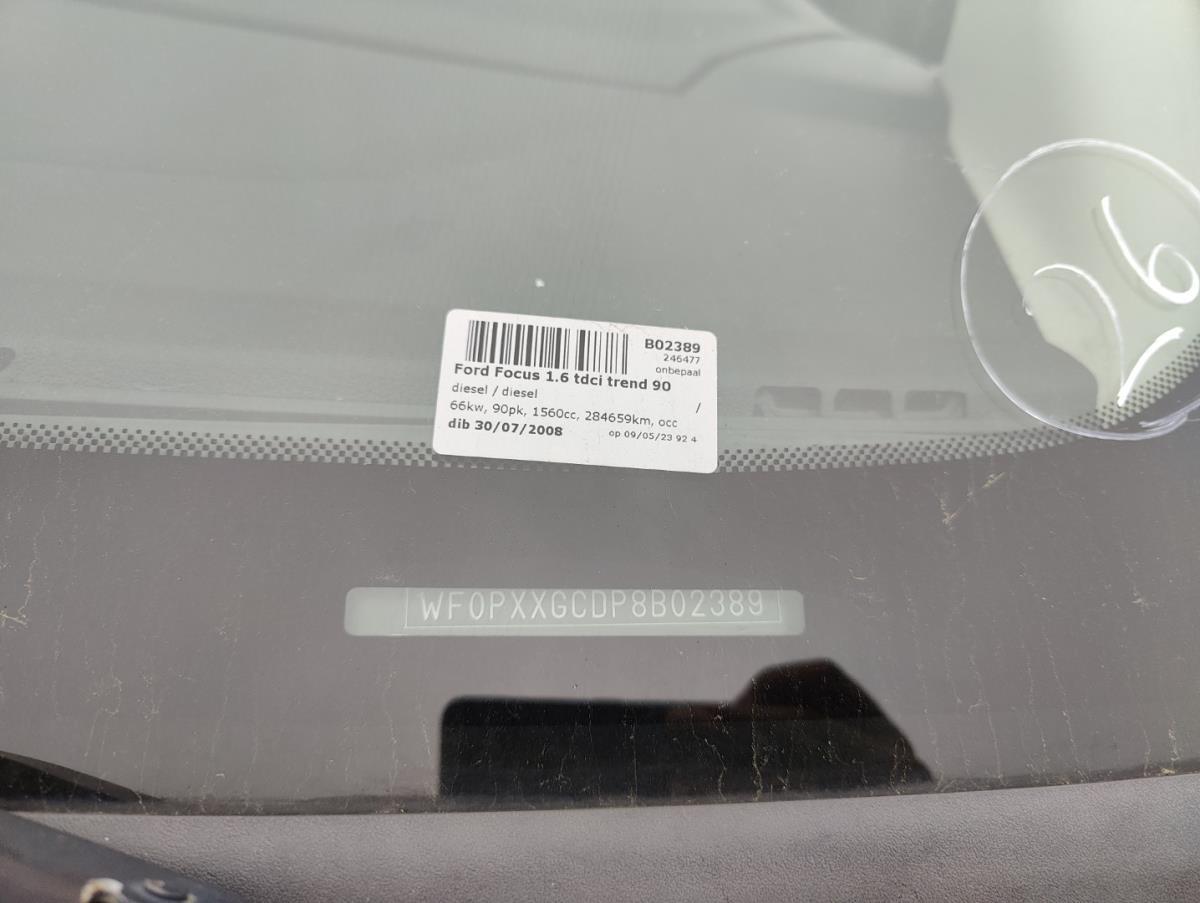 B02389
246477
onbepaal
Ford Focus 1.6 tdci trend 90
diesel / diesel /
66kw, 90pk, 1560cc, 284659km, occ
dib 30/07/2008 op 09/05/23 92 4
WF0PXXGCDP8B02389